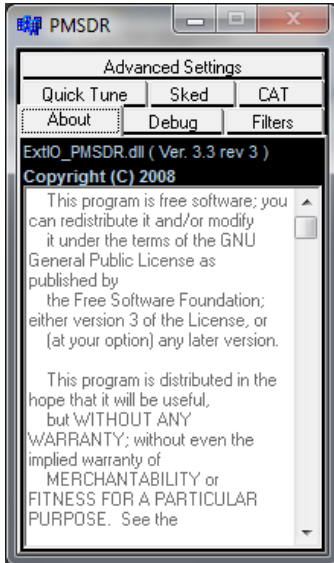 PMSDR
Advanced Settings
Quick Tune Sked CAT
About Debug Filters
ExtIO_PMSDR.dll ( Ver. 3.3 rev 3 )
Copyright (C) 2008
This program is free software; you
can redistribute it and/or modify
it under the terms of the GNU
General Public License as
published by
the Free Software Foundation;
either version 3 of the License, or
(at your option) any later version.
This program is distributed in the
hope that it will be useful,
but WITHOUT ANY
WARRANTY; without even the
implied warranty of
MERCHANTABILITY or
FITNESS FOR A PARTICULAR
PURPOSE. See the